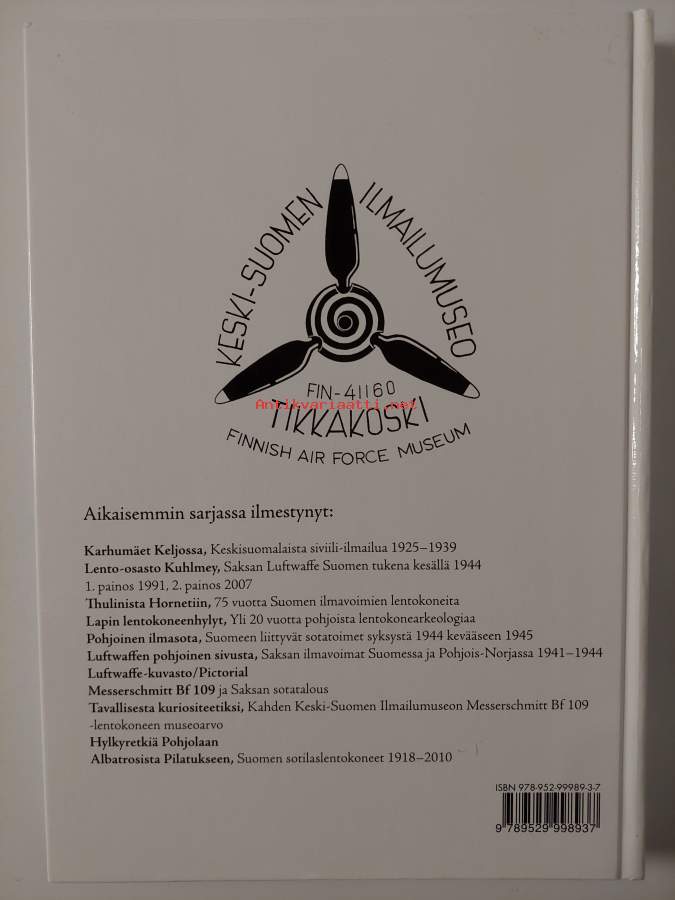 KESKI-SUOMEN ILMAILUMUSEO
FIN-41160
Antikvariaatti.net
TIKKAKOSKI
FINNISH AIR FORCE MUSEUM
Aikaisemmin sarjassa ilmestynyt:
Karhumäet Keljossa, Keskisuomalaista siviili-ilmailua 1925–1939
Lento-osasto Kuhlmey, Saksan Luftwaffe Suomen tukena kesällä 1944
1. painos 1991, 2. painos 2007
Thulinista Hornetiin, 75 vuotta Suomen ilmavoimien lentokoneita
Lapin lentokoneenhylyt, Yli 20 vuotta pohjoista lentokonearkeologiaa
Pohjoinen ilmasota, Suomeen liittyvät sotatoimet syksystä 1944 kevääseen 1945
Luftwaffen pohjoinen sivusta, Saksan ilmavoimat Suomessa ja Pohjois-Norjassa 1941–1944
Luftwaffe-kuvasto/Pictorial
Messerschmitt Bf 109 ja Saksan sotatalous
Tavallisesta kuriositeetiksi, Kahden Keski-Suomen Ilmailumuseon Messerschmitt Bf 109
-lentokoneen museoarvo
Hylkyretkiä Pohjolaan
Albatrosista Pilatukseen, Suomen sotilaslentokoneet 1918–2010
ISBN 978-952-99989-3-7
9 789529 998937